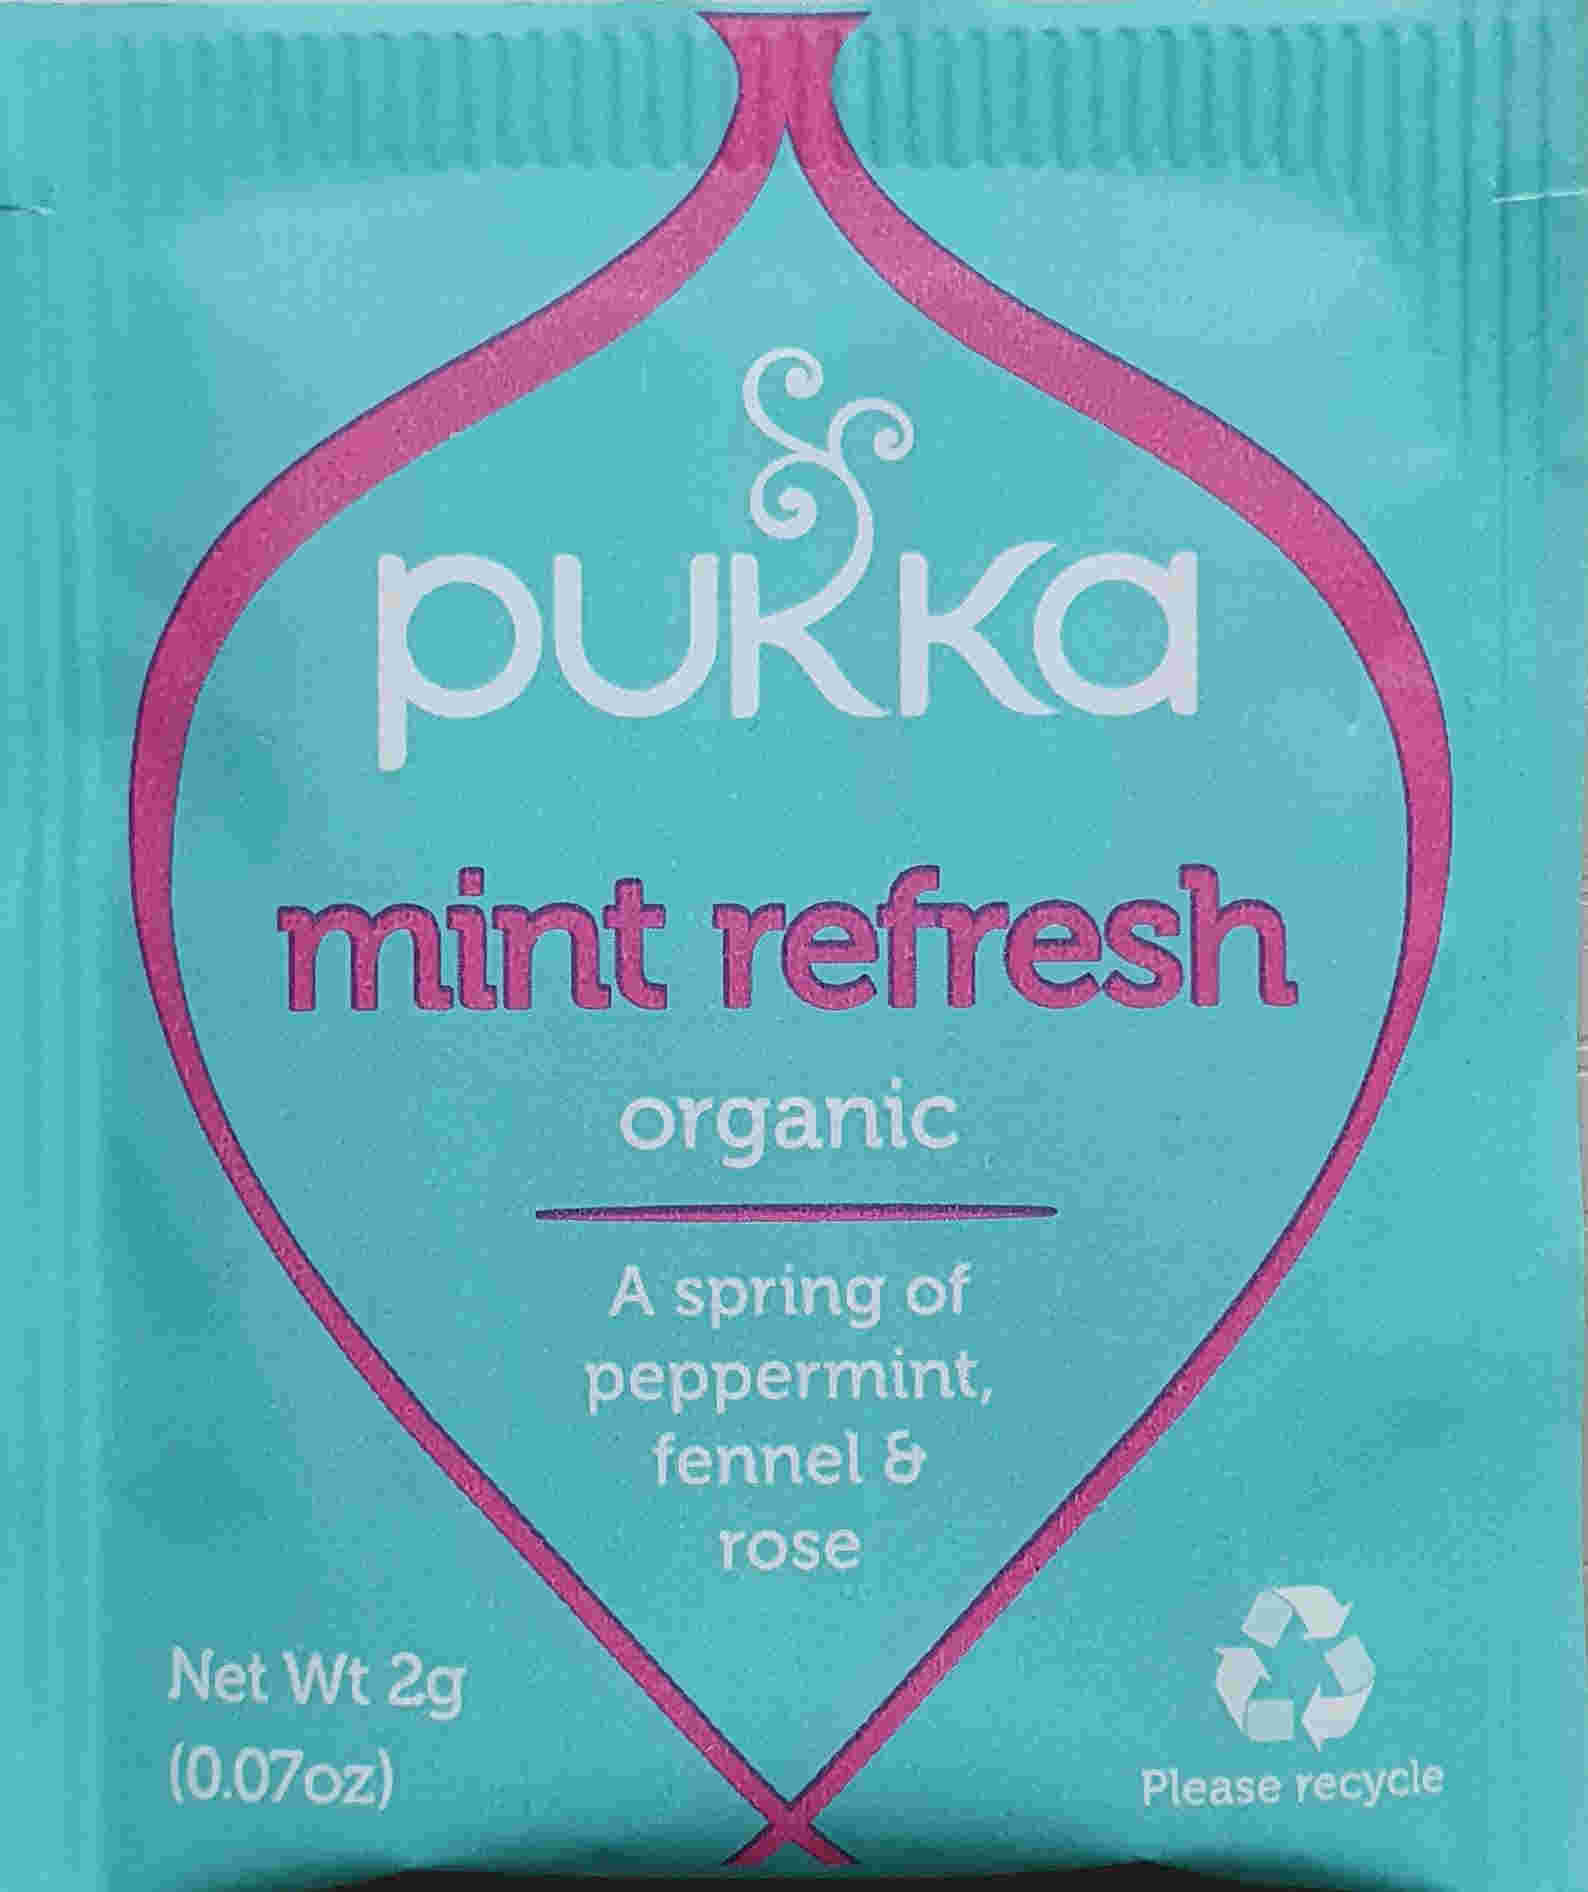 pukka
mint refresh
organic
A spring of
peppermint,
fennel &
rose
Net Wt 2g
(0.07oz)
Please recycle